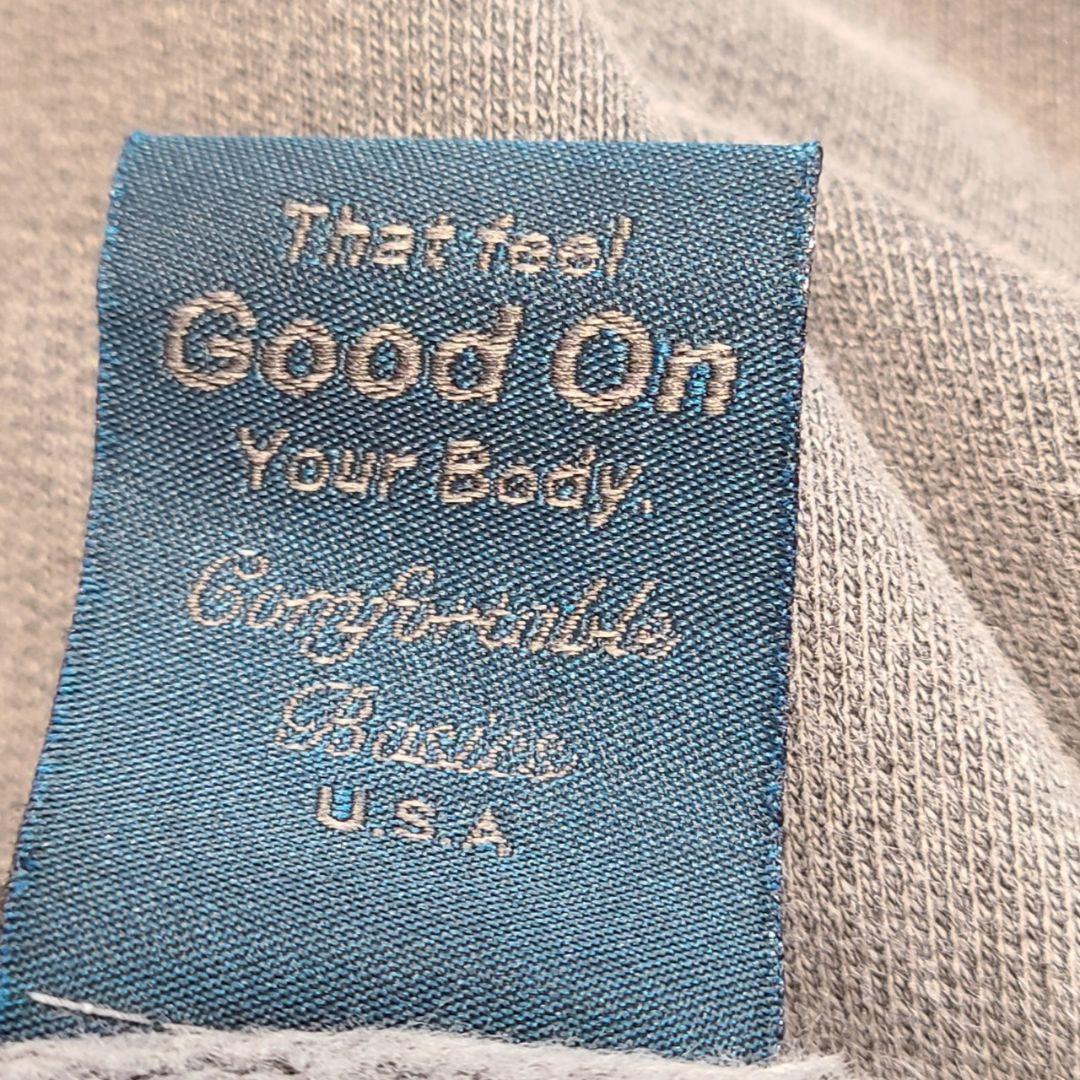 That feel
Good On
Your Body.
Comfortable
Basics
U.S.A